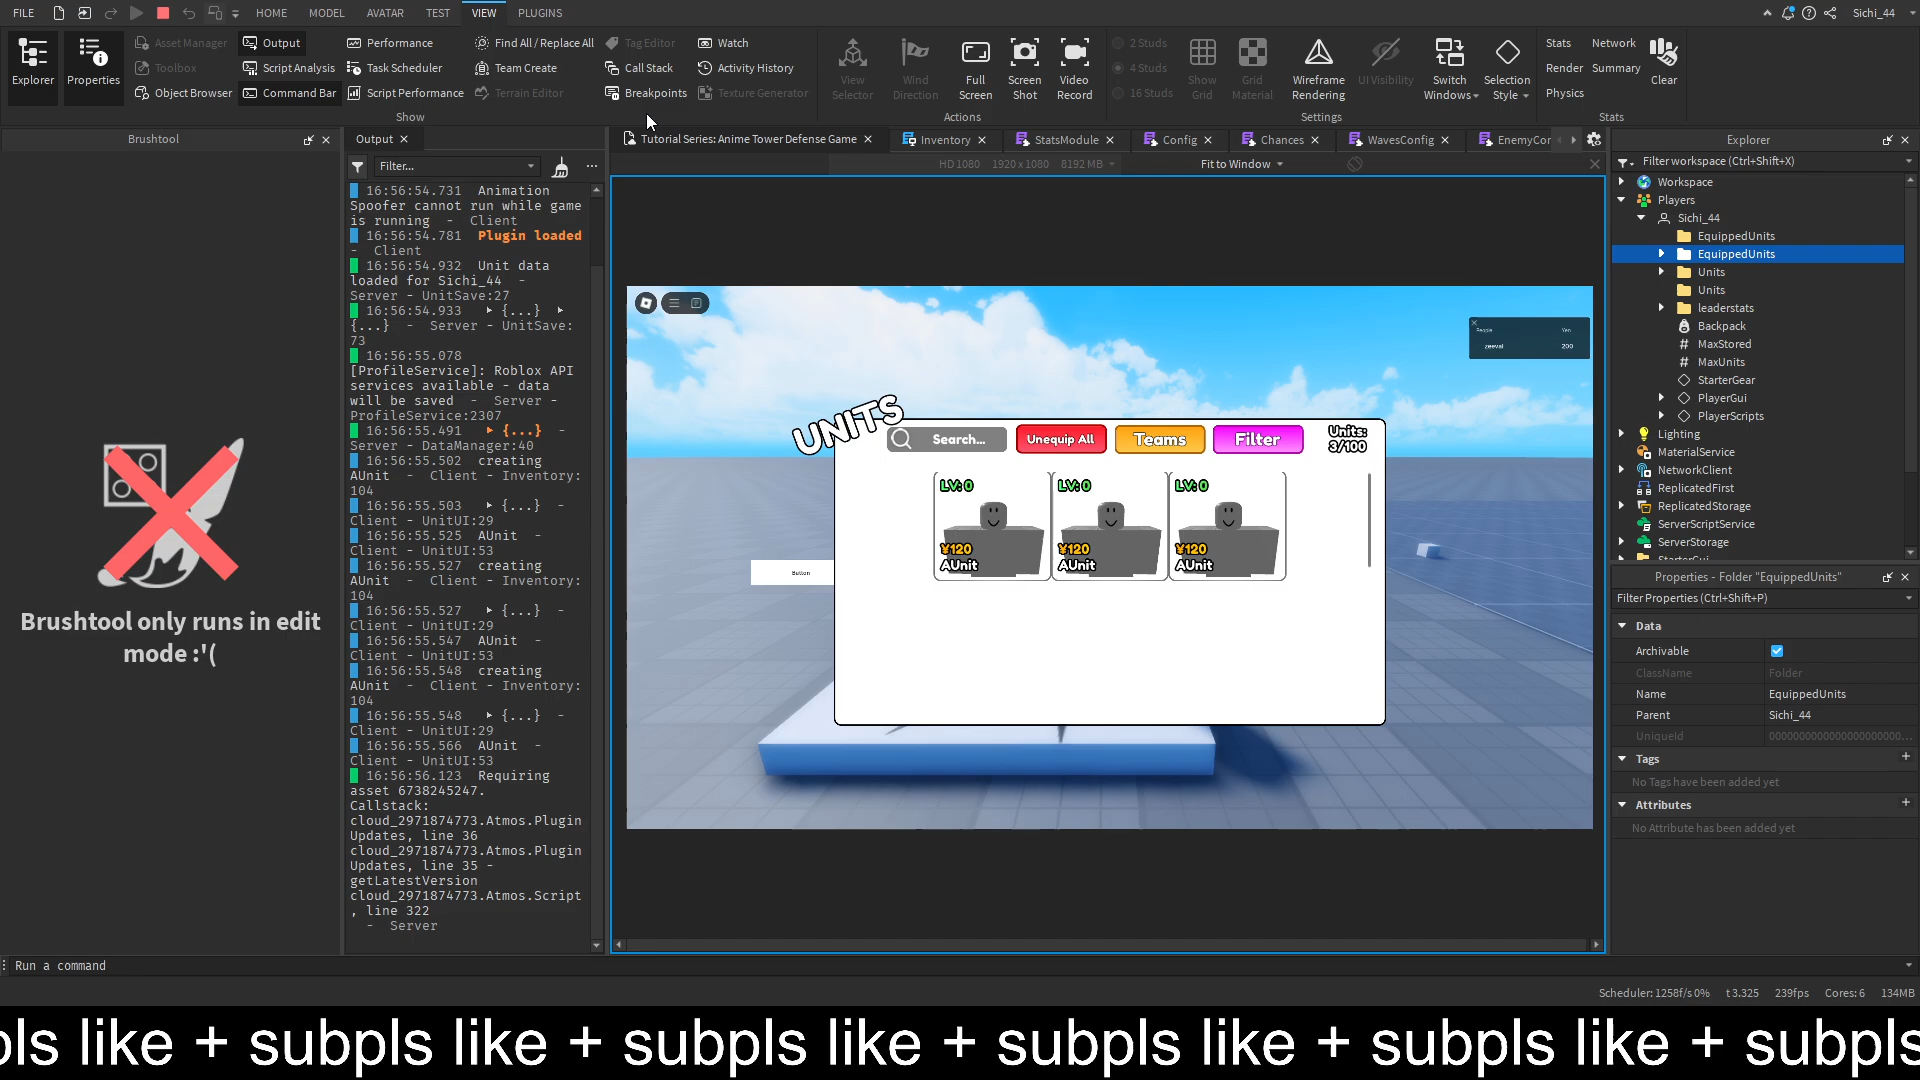 FILE HOME MODEL AVATAR TEST VIEW PLUGINS Sichi_44
Explorer
Properties
Asset Manager
Toolbox
Object Browser
Output
Script Analysis
Command Bar
Performance
Task Scheduler
Script Performance
Find All / Replace All
Team Create
Terrain Editor
Tag Editor
Call Stack
Breakpoints
Watch
Activity History
Texture Generator
Show
View
Selector
Wind
Direction
Full
Screen
Screen
Shot
Video
Record
Actions
2 Studs
4 Studs
16 Studs
Show
Grid
Grid
Material
Wireframe
Rendering
UI Visibility
Switch
Windows
Selection
Style
Settings
Stats Network
Render Summary
Physics
Clear
Stats
Brushtool
Brushtool only runs in edit
mode :'(
Output
Filter...
16:56:54.731 Animation
Spoofer cannot run while game
is running - Client
16:56:54.781 Plugin loaded
- Client
16:56:54.932 Unit data
loaded for Sichi_44 -
Server - UnitSave:27
16:56:54.933 ▶ {...} ▶
{...} - Server - UnitSave:
73
16:56:55.078
[ProfileService]: Roblox API
services available - data
will be saved - Server -
ProfileService:2307
16:56:55.491 ▶ {...} -
Server - DataManager:40
16:56:55.502 creating
AUnit - Client - Inventory:
104
16:56:55.503 ▶ {...} -
Client - UnitUI:29
16:56:55.525 AUnit -
Client - UnitUI:53
16:56:55.527 creating
AUnit - Client - Inventory:
104
16:56:55.527 ▶ {...} -
Client - UnitUI:29
16:56:55.547 AUnit -
Client - UnitUI:53
16:56:55.548 creating
AUnit - Client - Inventory:
104
16:56:55.548 ▶ {...} -
Client - UnitUI:29
16:56:55.566 AUnit -
Client - UnitUI:53
16:56:56.123 Requiring
asset 6738245247.
Callstack:
cloud_2971874773.Atmos.Plugin
Updates, line 36
cloud_2971874773.Atmos.Plugin
Updates, line 35 -
getLatestVersion
cloud_2971874773.Atmos.Script
, line 322
- Server
Tutorial Series: Anime Tower Defense Game Inventory StatsModule Config Chances WavesConfig EnemyCor
HD 1080 1920 x 1080 8192 MB Fit to Window
People Yen
zeeval 200
UNITS
Search... Unequip All Teams Filter Units:
3/100
LV: 0 LV: 0 LV: 0
¥120 ¥120 ¥120
AUnit AUnit AUnit
Button
Explorer
Filter workspace (Ctrl+Shift+X)
Workspace
Players
Sichi_44
EquippedUnits
EquippedUnits
Units
Units
leaderstats
Backpack
MaxStored
MaxUnits
StarterGear
PlayerGui
PlayerScripts
Lighting
MaterialService
NetworkClient
ReplicatedFirst
ReplicatedStorage
ServerScriptService
ServerStorage
StarterGui
Properties - Folder "EquippedUnits"
Filter Properties (Ctrl+Shift+P)
Data
Archivable
ClassName Folder
Name EquippedUnits
Parent Sichi_44
UniqueId 00000000000000000000000...
Tags
No Tags have been added yet
Attributes
No Attribute has been added yet
Run a command
Scheduler: 1258f/s 0% t 3.325 239fps Cores: 6 134MB
pls like + subpls like + subpls like + subpls like + subpls like + subpls